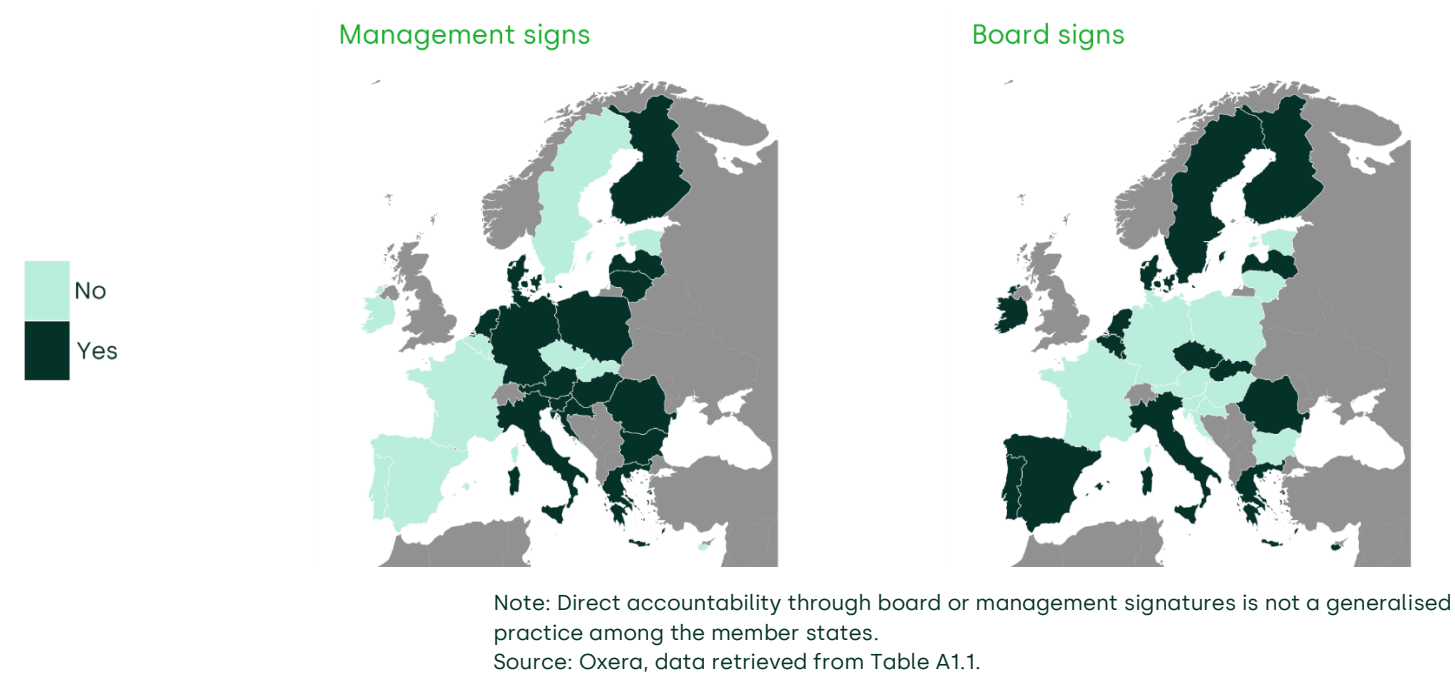 Management signs
Board signs
No
Yes
Note: Direct accountability through board or management signatures is not a generalised
practice among the member states.
Source: Oxera, data retrieved from Table A1.1.